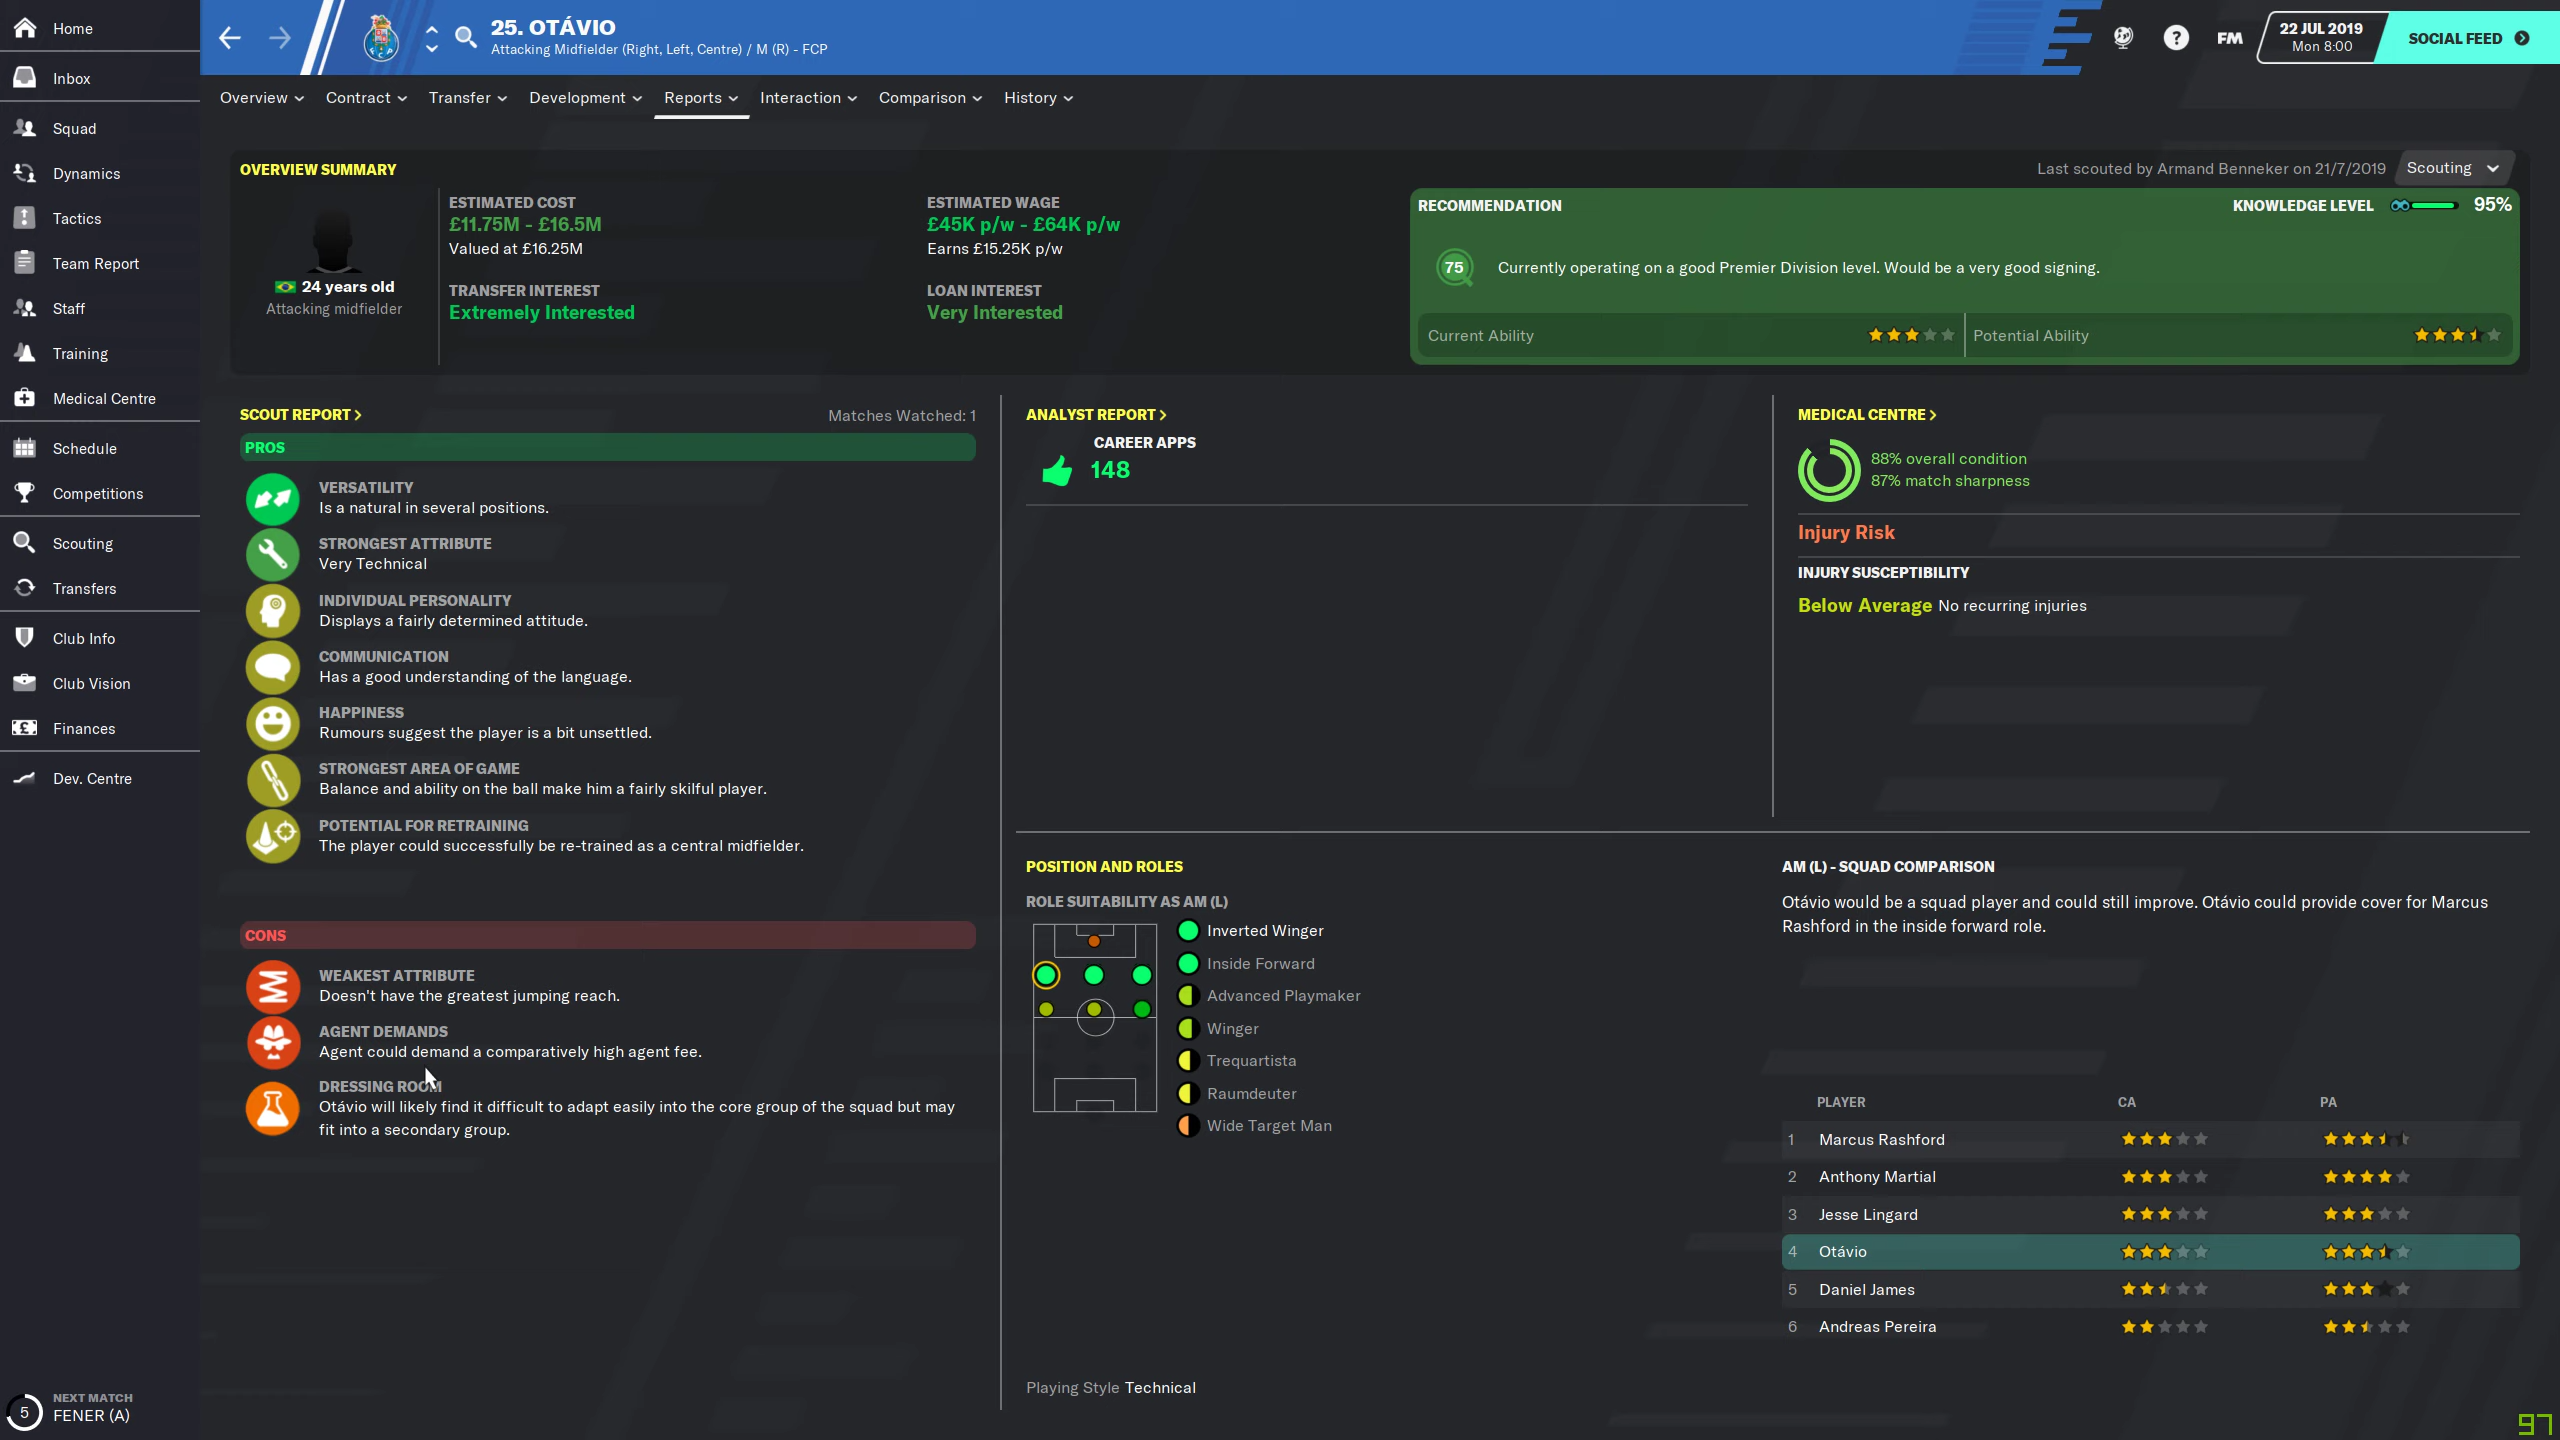 Home
Inbox
Squad
Dynamics
Tactics
Team Report
Staff
Training
Medical Centre
Schedule
Competitions
Scouting
Transfers
Club Info
Club Vision
Finances
Dev. Centre
5
NEXT MATCH
FENER (A)
25. OTÁVIO
Attacking Midfielder (Right, Left, Centre) / M (R) - FCP
?
FM
22 JUL 2019
Mon 8:00
SOCIAL FEED
Overview
Contract
Transfer
Development
Reports
Interaction
Comparison
History
OVERVIEW SUMMARY
Last scouted by Armand Benneker on 21/7/2019
Scouting
24 years old
Attacking midfielder
ESTIMATED COST
£11.75M - £16.5M
Valued at £16.25M
TRANSFER INTEREST
Extremely Interested
ESTIMATED WAGE
£45K p/w - £64K p/w
Earns £15.25K p/w
LOAN INTEREST
Very Interested
RECOMMENDATION
KNOWLEDGE LEVEL
95%
75
Currently operating on a good Premier Division level. Would be a very good signing.
Current Ability
Potential Ability
SCOUT REPORT >
Matches Watched: 1
PROS
VERSATILITY
Is a natural in several positions.
STRONGEST ATTRIBUTE
Very Technical
INDIVIDUAL PERSONALITY
Displays a fairly determined attitude.
COMMUNICATION
Has a good understanding of the language.
HAPPINESS
Rumours suggest the player is a bit unsettled.
STRONGEST AREA OF GAME
Balance and ability on the ball make him a fairly skilful player.
POTENTIAL FOR RETRAINING
The player could successfully be re-trained as a central midfielder.
CONS
WEAKEST ATTRIBUTE
Doesn't have the greatest jumping reach.
AGENT DEMANDS
Agent could demand a comparatively high agent fee.
DRESSING ROOM
Otávio will likely find it difficult to adapt easily into the core group of the squad but may
fit into a secondary group.
ANALYST REPORT >
CAREER APPS
148
MEDICAL CENTRE >
88% overall condition
87% match sharpness
Injury Risk
INJURY SUSCEPTIBILITY
Below Average No recurring injuries
POSITION AND ROLES
ROLE SUITABILITY AS AM (L)
Inverted Winger
Inside Forward
Advanced Playmaker
Winger
Trequartista
Raumdeuter
Wide Target Man
Playing Style Technical
AM (L) - SQUAD COMPARISON
Otávio would be a squad player and could still improve. Otávio could provide cover for Marcus
Rashford in the inside forward role.
PLAYER CA PA
1 Marcus Rashford
2 Anthony Martial
3 Jesse Lingard
4 Otávio
5 Daniel James
6 Andreas Pereira
97